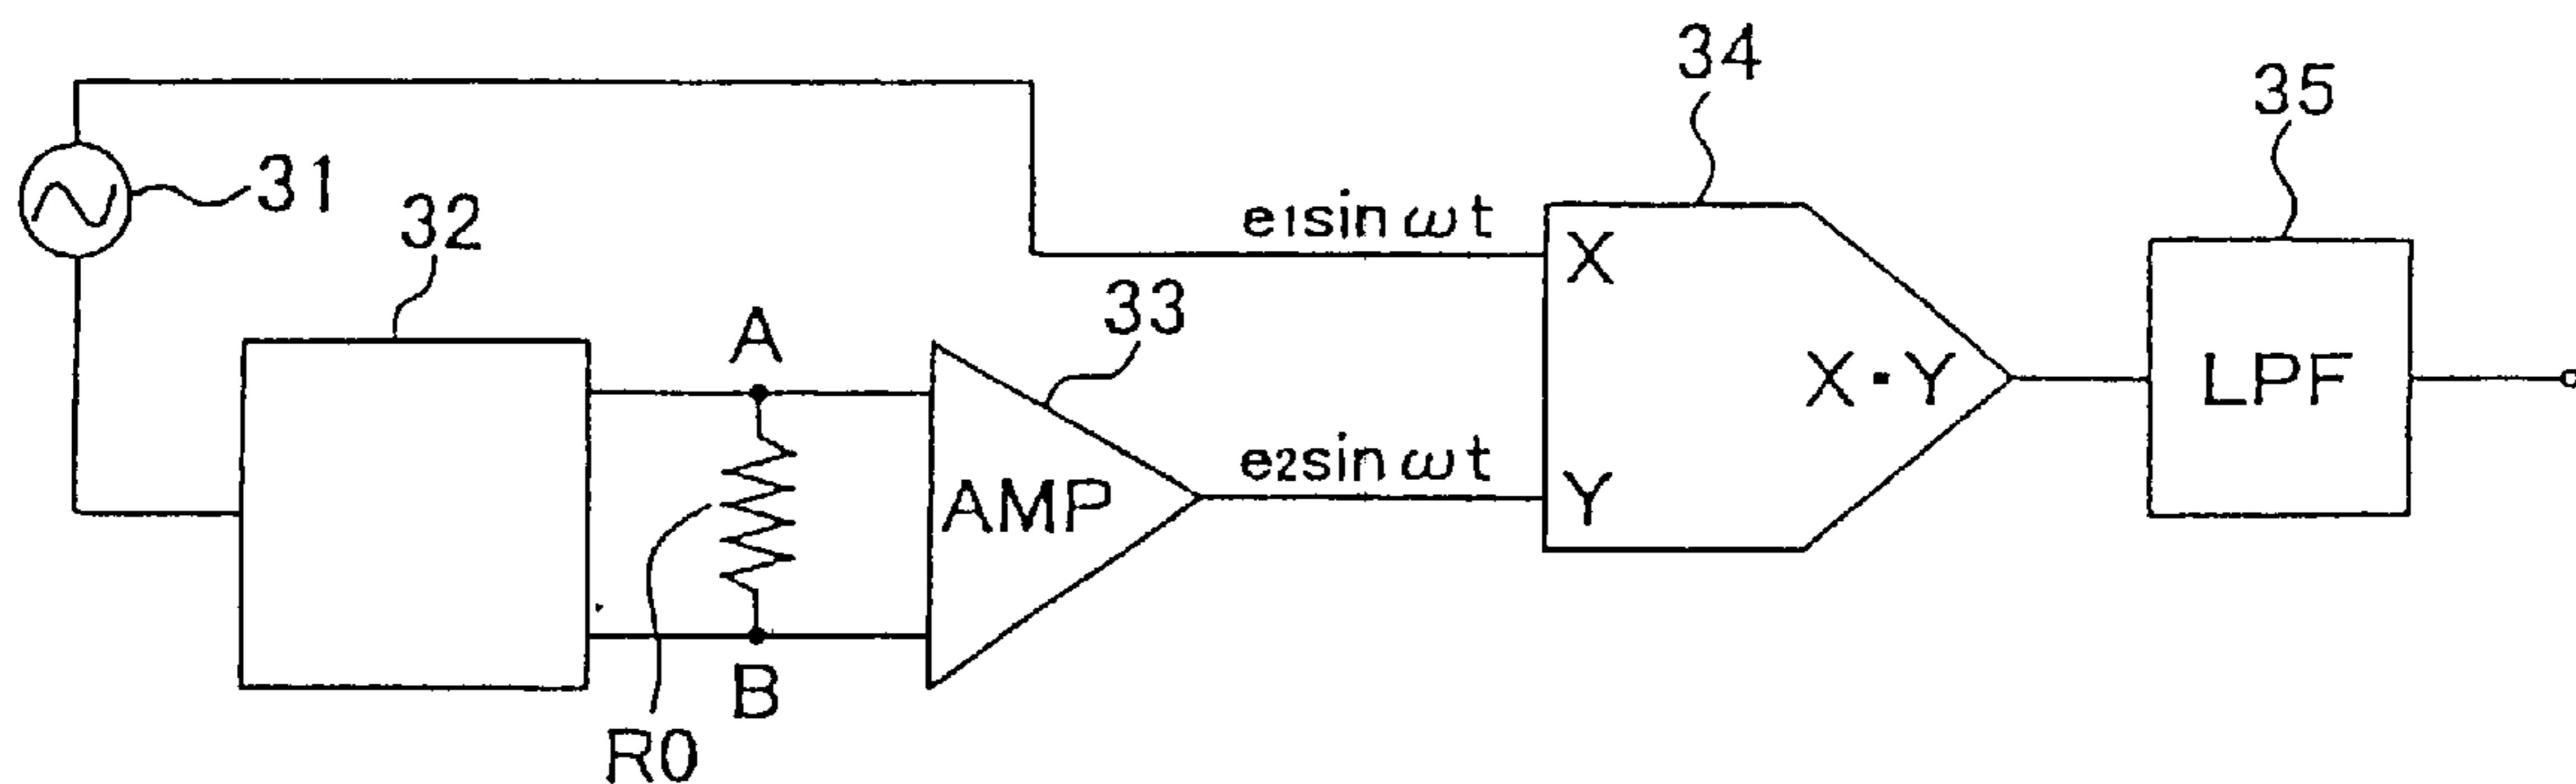 34
35
31
32
e1sin ωt
X
A
33
X・Y
LPF
e2sin ωt
AMP
Y
B
R0